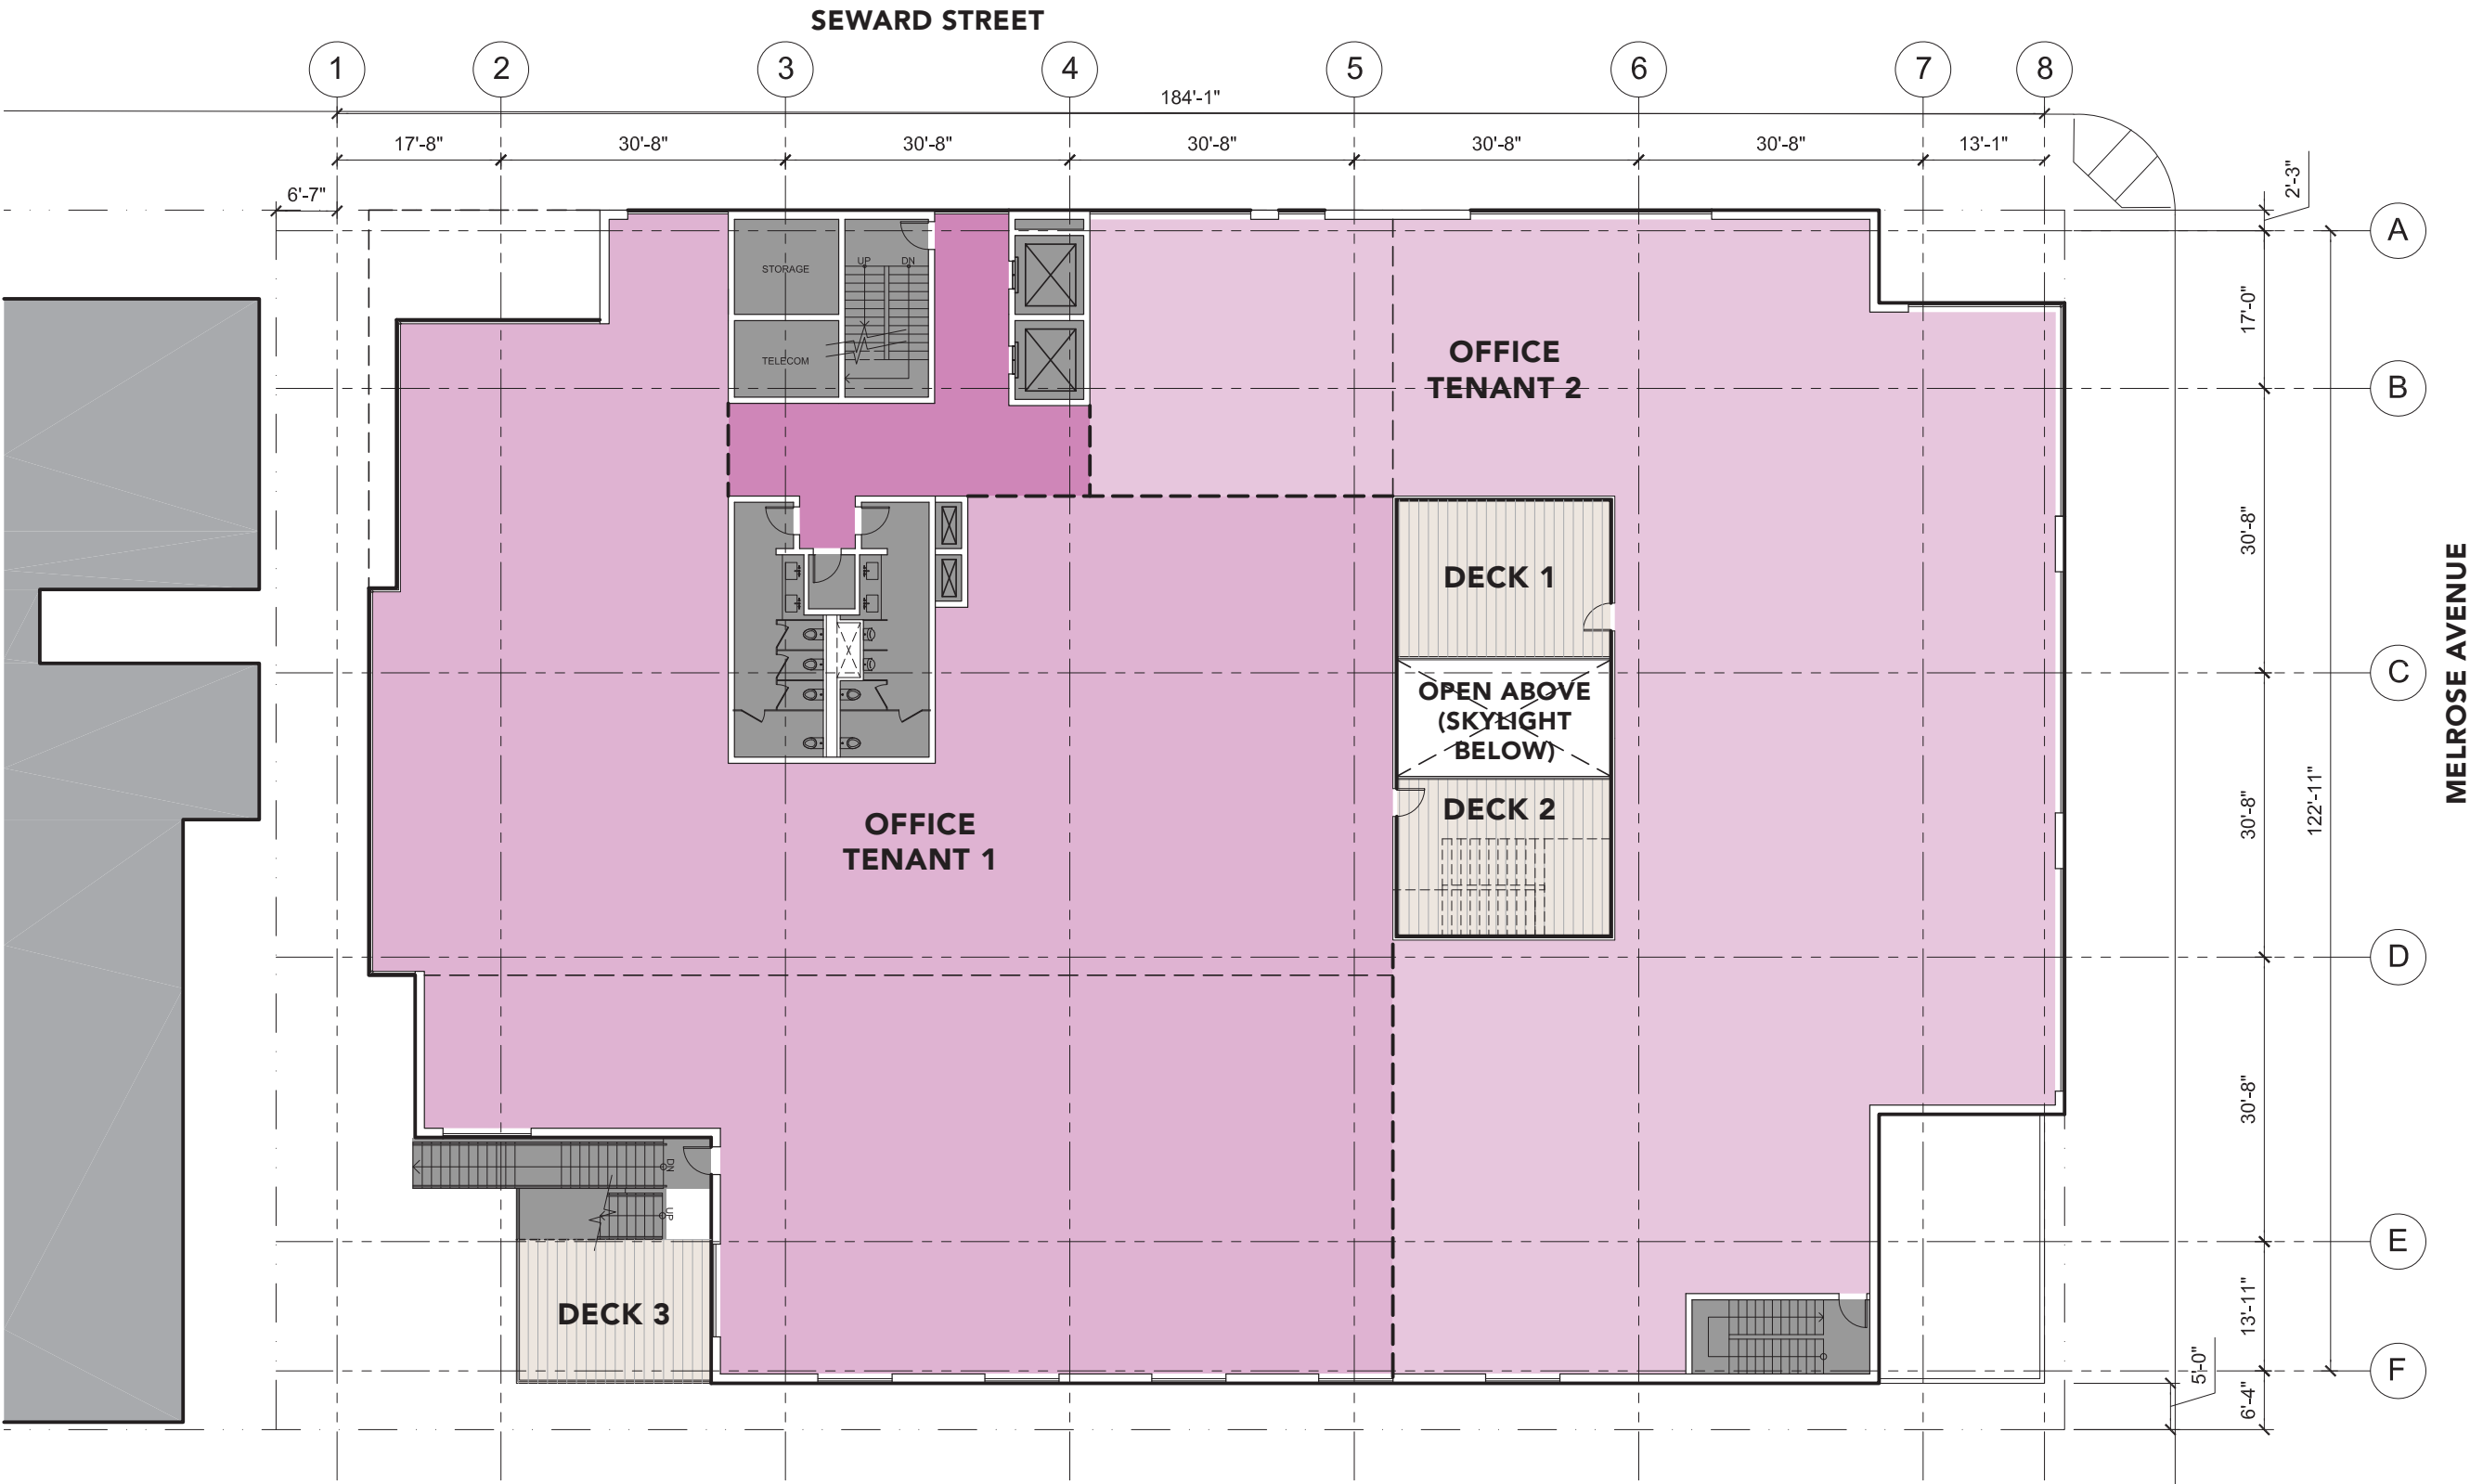 SEWARD STREET
1
2
3
4
5
6
7
8
184'-1"
17'-8"
30'-8"
30'-8"
30'-8"
30'-8"
30'-8"
13'-1"
6'-7"
2'-3"
A
17'-0"
STORAGE
UP
DN
TELECOM
OFFICE
TENANT 2
B
30'-8"
DECK 1
MELROSE AVENUE
C
OPEN ABOVE
(SKYLIGHT
BELOW)
DECK 2
30'-8"
122'-11"
OFFICE
TENANT 1
D
30'-8"
DN
UP
E
DECK 3
13'-11"
5'-0"
F
6'-4"